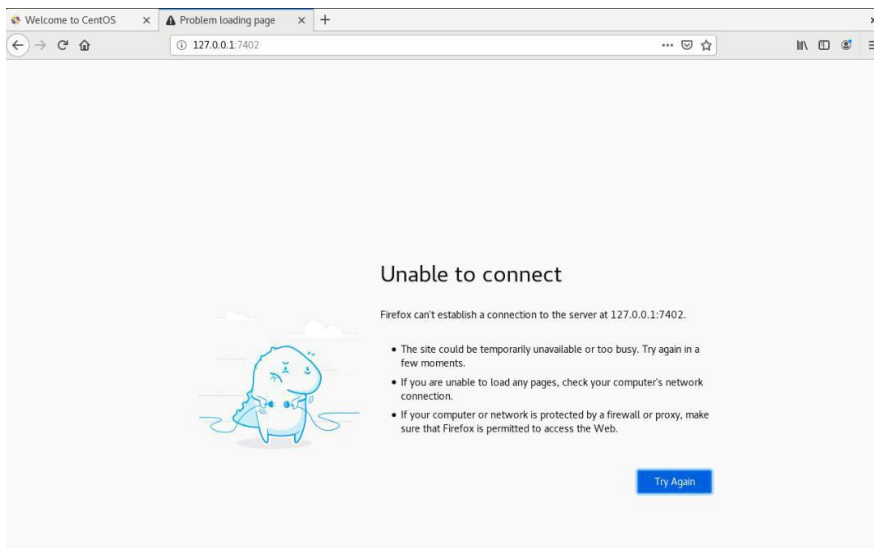 Welcome to CentOS
Problem loading page
127.0.0.1:7402
Unable to connect
Firefox can't establish a connection to the server at 127.0.0.1:7402.
The site could be temporarily unavailable or too busy. Try again in a
few moments.
If you are unable to load any pages, check your computer's network
connection.
If your computer or network is protected by a firewall or proxy, make
sure that Firefox is permitted to access the Web.
Try Again